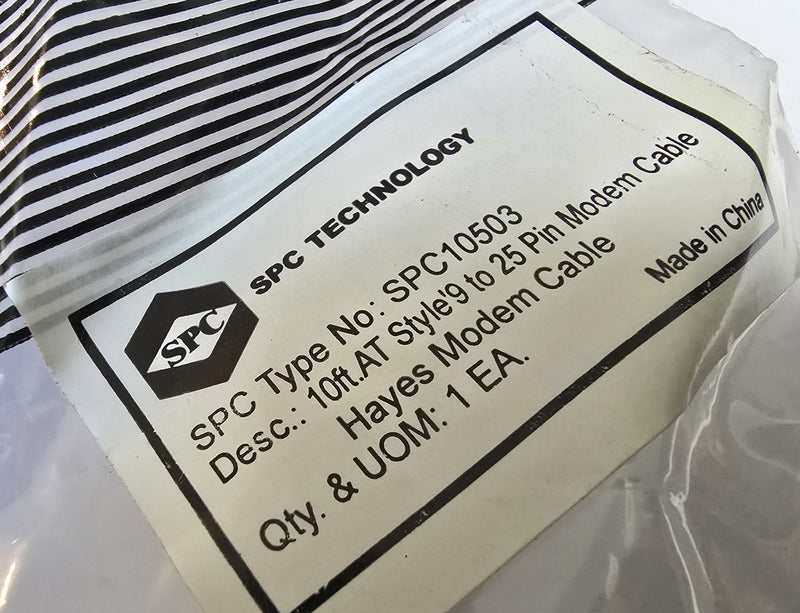 SPC
SPC TECHNOLOGY
SPC Type No: SPC10503
Desc.: 10ft.AT Style'9 to 25 Pin Modem Cable
Hayes Modem Cable
Qty. & UOM: 1 EA.
Made in China